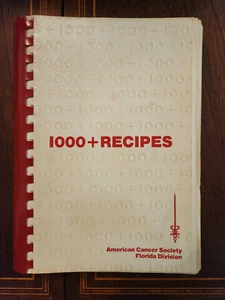 1000+RECIPES
American Cancer Society
Florida Division